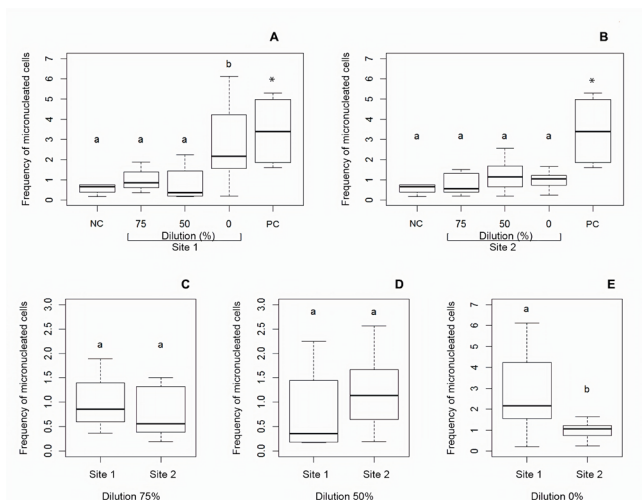 A
Frequency of micronucleated cells
7
6
5
4
3
2
1
0
a
a
a
b
*
NC
75
50
0
PC
Dilution (%)
Site 1
B
Frequency of micronucleated cells
7
6
5
4
3
2
1
0
a
a
a
a
*
NC
75
50
0
PC
Dilution (%)
Site 2
C
Frequency of micronucleated cells
3.0
2.5
2.0
1.5
1.0
0.5
0.0
a
a
Site 1
Site 2
Dilution 75%
D
Frequency of micronucleated cells
3.0
2.5
2.0
1.5
1.0
0.5
0.0
a
a
Site 1
Site 2
Dilution 50%
E
Frequency of micronucleated cells
7
6
5
4
3
2
1
0
a
b
Site 1
Site 2
Dilution 0%